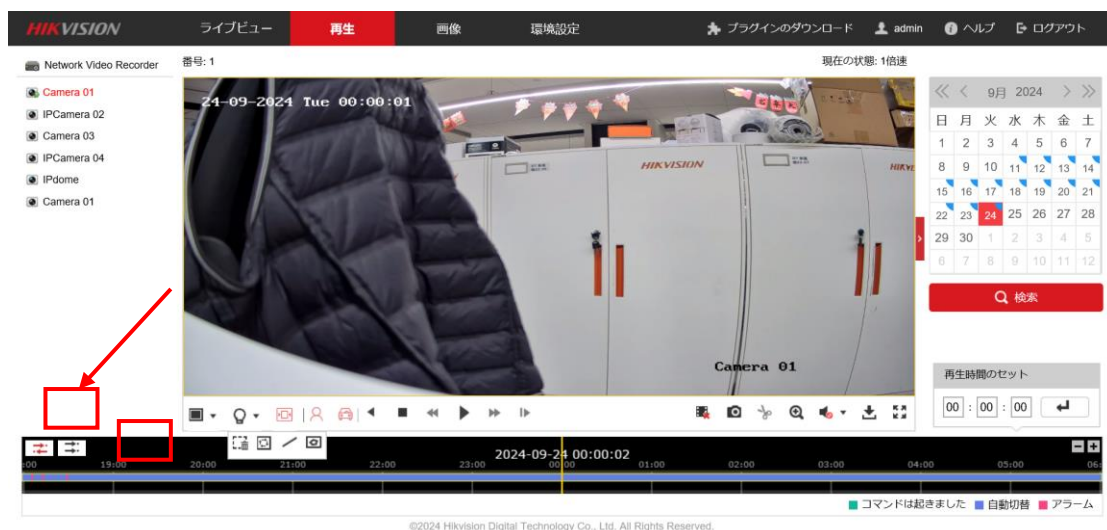 HIKVISION ライブビュー 再生 画像 環境設定 プラグインのダウンロード admin ヘルプ ログアウト
Network Video Recorder
番号: 1
現在の状態: 1倍速
Camera 01
IPCamera 02
Camera 03
IPCamera 04
IPdome
Camera 01
24-09-2024 Tue 00:00:01
HIKVISION
Camera 01
9月 2024
日 月 火 水 木 金 土
1 2 3 4 5 6 7
8 9 10 11 12 13 14
15 16 17 18 19 20 21
22 23 24 25 26 27 28
29 30 1 2 3 4 5
6 7 8 9 10 11 12
検索
再生時間のセット
00 : 00 : 00
2024-09-24 00:00:02
:00 19:00 20:00 21:00 22:00 23:00 00:00 01:00 02:00 03:00 04:00 05:00 06:
コマンドは起きました 自動切替 アラーム
©2024 Hikvision Digital Technology Co., Ltd. All Rights Reserved.